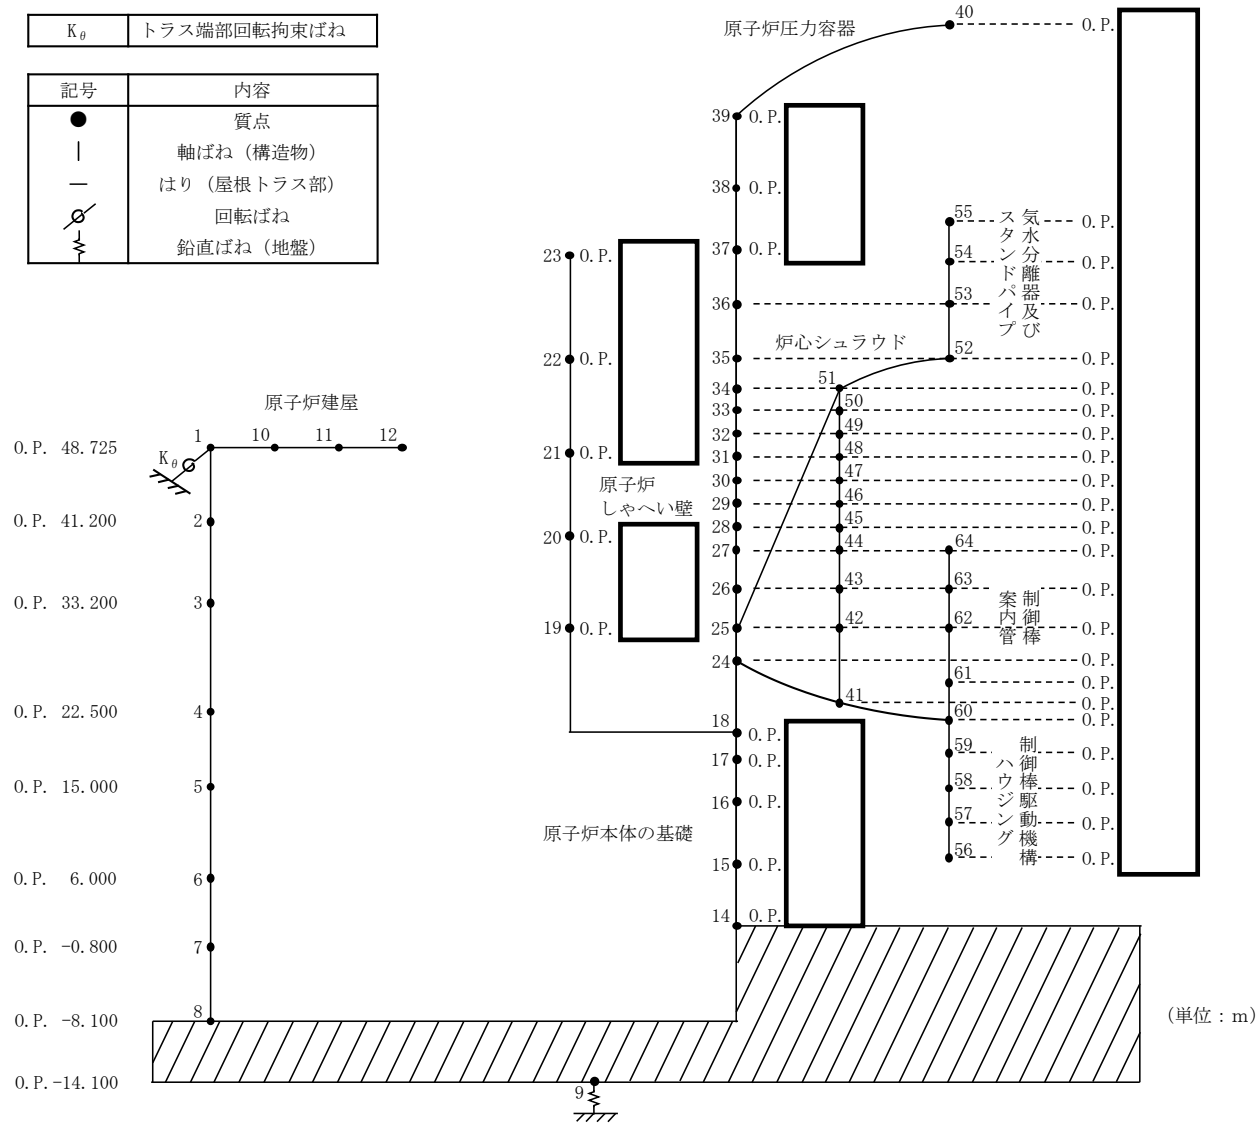 Kθ トラス端部回転拘束ばね
記号 内容
質点
軸ばね（構造物）
はり（屋根トラス部）
回転ばね
鉛直ばね（地盤）
原子炉建屋
O.P. 48.725
1 10 11 12
Kθ
O.P. 41.200 2
O.P. 33.200 3
O.P. 22.500 4
O.P. 15.000 5
O.P. 6.000 6
O.P. -0.800 7
O.P. -8.100 8
O.P.-14.100 9
23 O.P.
22 O.P.
21 O.P.
原子炉
しゃへい壁
20 O.P.
19 O.P.
原子炉圧力容器
40 O.P.
39 O.P.
38 O.P.
37 O.P.
36
35
34
33
32
31
30
29
28
27
26
25
24
18 O.P.
17 O.P.
16 O.P.
15 O.P.
14 O.P.
原子炉本体の基礎
炉心シュラウド
51
50
49
48
47
46
45
44
43
42
41
55 O.P.
54 O.P.
53 O.P.
52 O.P.
気水分離器及び
スタンドパイプ
O.P.
O.P.
O.P.
O.P.
O.P.
O.P.
O.P.
64 O.P.
63 O.P.
62 O.P.
制御棒
案内管
O.P.
61 O.P.
O.P.
60 O.P.
59 O.P.
58 O.P.
57 O.P.
56 O.P.
制御棒駆動機構
ハウジング
（単位：m）